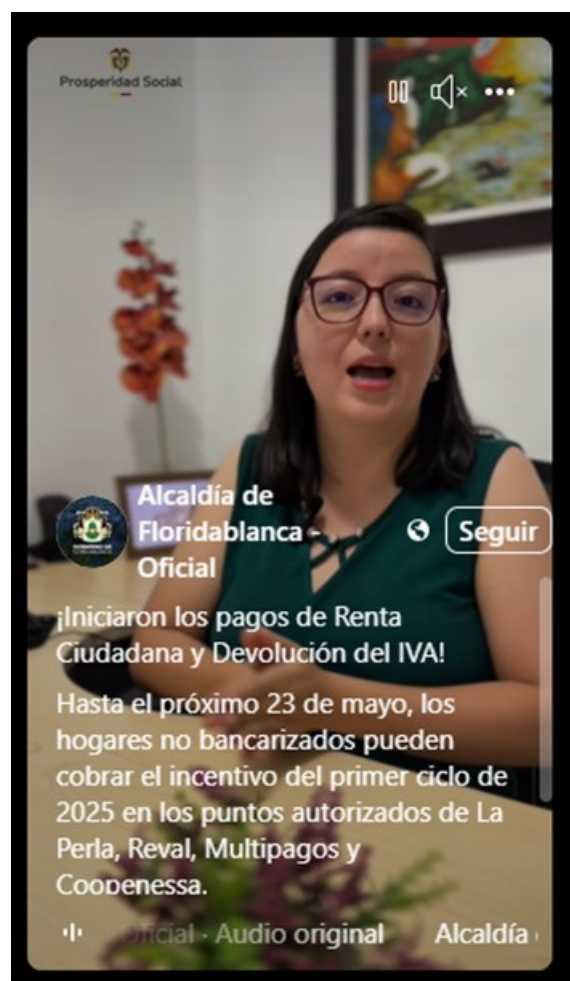 Prosperidad Social
Alcaldía de
Floridablanca -
Oficial
Seguir
¡Iniciaron los pagos de Renta
Ciudadana y Devolución del IVA!
Hasta el próximo 23 de mayo, los
hogares no bancarizados pueden
cobrar el incentivo del primer ciclo de
2025 en los puntos autorizados de La
Perla, Reval, Multipagos y
Coopenessa.
Oficial · Audio original Alcaldía